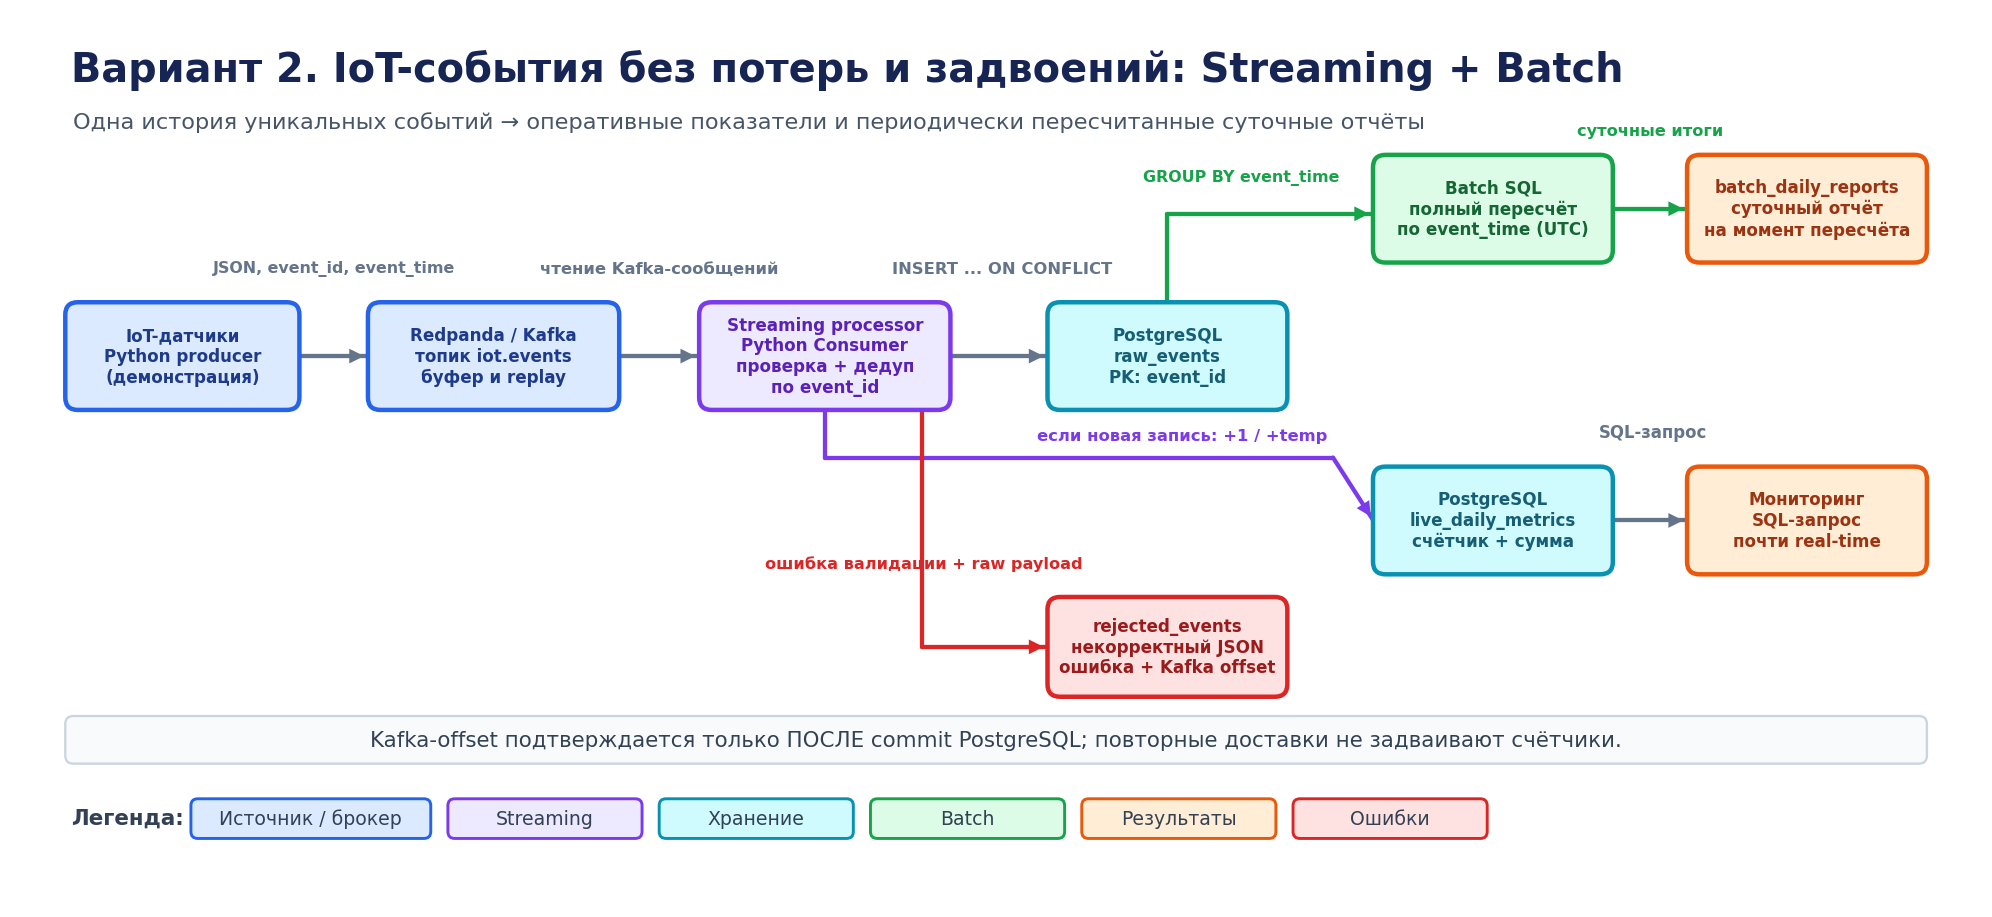 Вариант 2. IoT-события без потерь и задвоений: Streaming + Batch
Одна история уникальных событий → оперативные показатели и периодически пересчитанные суточные отчёты
суточные итоги
GROUP BY event_time
Batch SQL
полный пересчёт
по event_time (UTC)
batch_daily_reports
суточный отчёт
на момент пересчёта
JSON, event_id, event_time
чтение Kafka-сообщений
INSERT ... ON CONFLICT
IoT-датчики
Python producer
(демонстрация)
Redpanda / Kafka
топик iot.events
буфер и replay
Streaming processor
Python Consumer
проверка + дедуп
по event_id
PostgreSQL
raw_events
PK: event_id
если новая запись: +1 / +temp
SQL-запрос
PostgreSQL
live_daily_metrics
счётчик + сумма
Мониторинг
SQL-запрос
почти real-time
ошибка валидации + raw payload
rejected_events
некорректный JSON
ошибка + Kafka offset
Kafka-offset подтверждается только ПОСЛЕ commit PostgreSQL; повторные доставки не задваивают счётчики.
Легенда:
Источник / брокер
Streaming
Хранение
Batch
Результаты
Ошибки